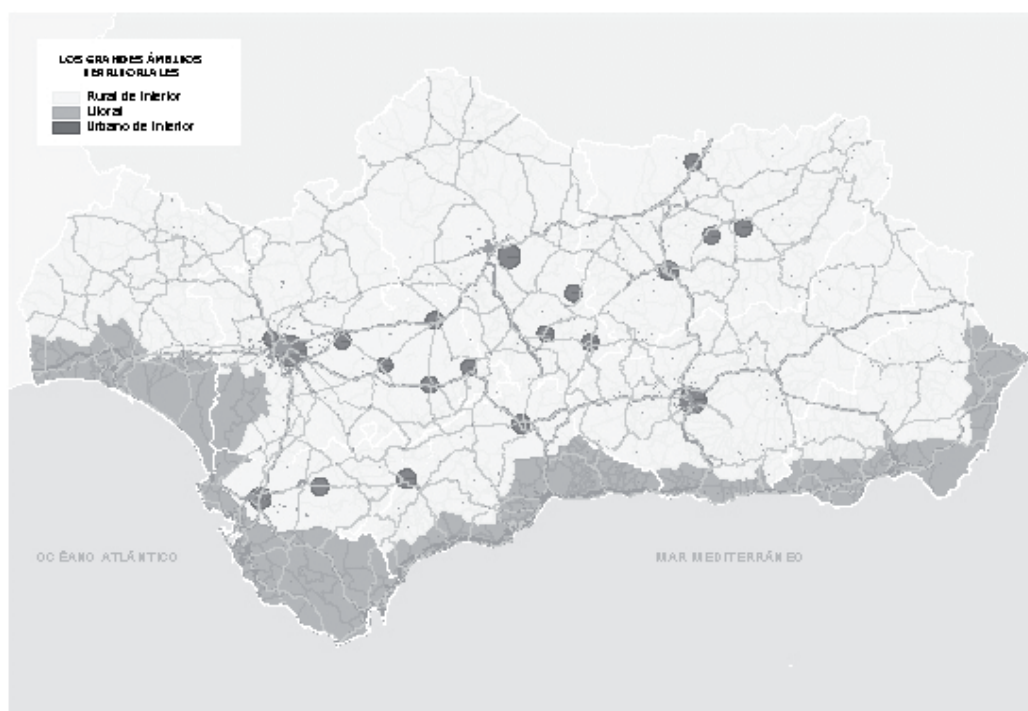 LOS GRANDES ÁMBITOS
TERRITORIALES
Rural de Interior
Litoral
Urbano de Interior
OCÉANO ATLÁNTICO
MAR MEDITERRÁNEO